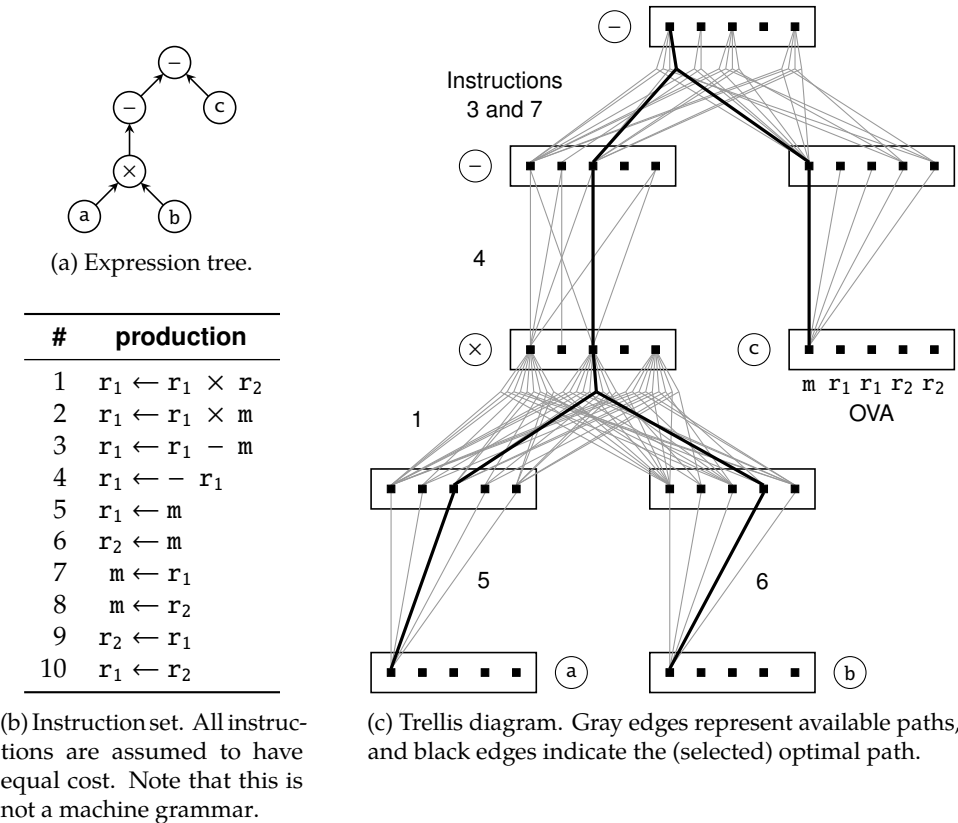 −
−
c
×
a
b
(a) Expression tree.
# production
1 r₁ ← r₁ × r₂
2 r₁ ← r₁ × m
3 r₁ ← r₁ − m
4 r₁ ← − r₁
5 r₁ ← m
6 r₂ ← m
7 m ← r₁
8 m ← r₂
9 r₂ ← r₁
10 r₁ ← r₂
(b) Instruction set. All instruc-
tions are assumed to have
equal cost. Note that this is
not a machine grammar.
−
Instructions
3 and 7
−
4
×
c
m r₁ r₁ r₂ r₂
OVA
1
5
6
a
b
(c) Trellis diagram. Gray edges represent available paths,
and black edges indicate the (selected) optimal path.